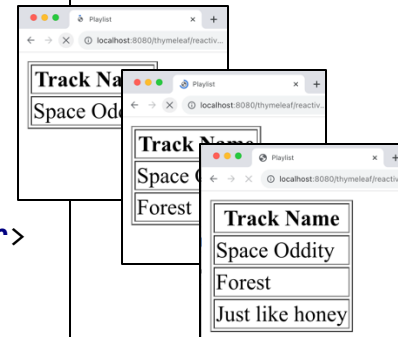 Playlist
localhost:8080/thymeleaf/reactiv...
Track Na
Space Odd
Playlist
localhost:8080/thymeleaf/reactiv...
Track Name
Space
Forest
r>
Playlist
localhost:8080/thymeleaf/reactiv
Track Name
Space Oddity
Forest
Just like honey